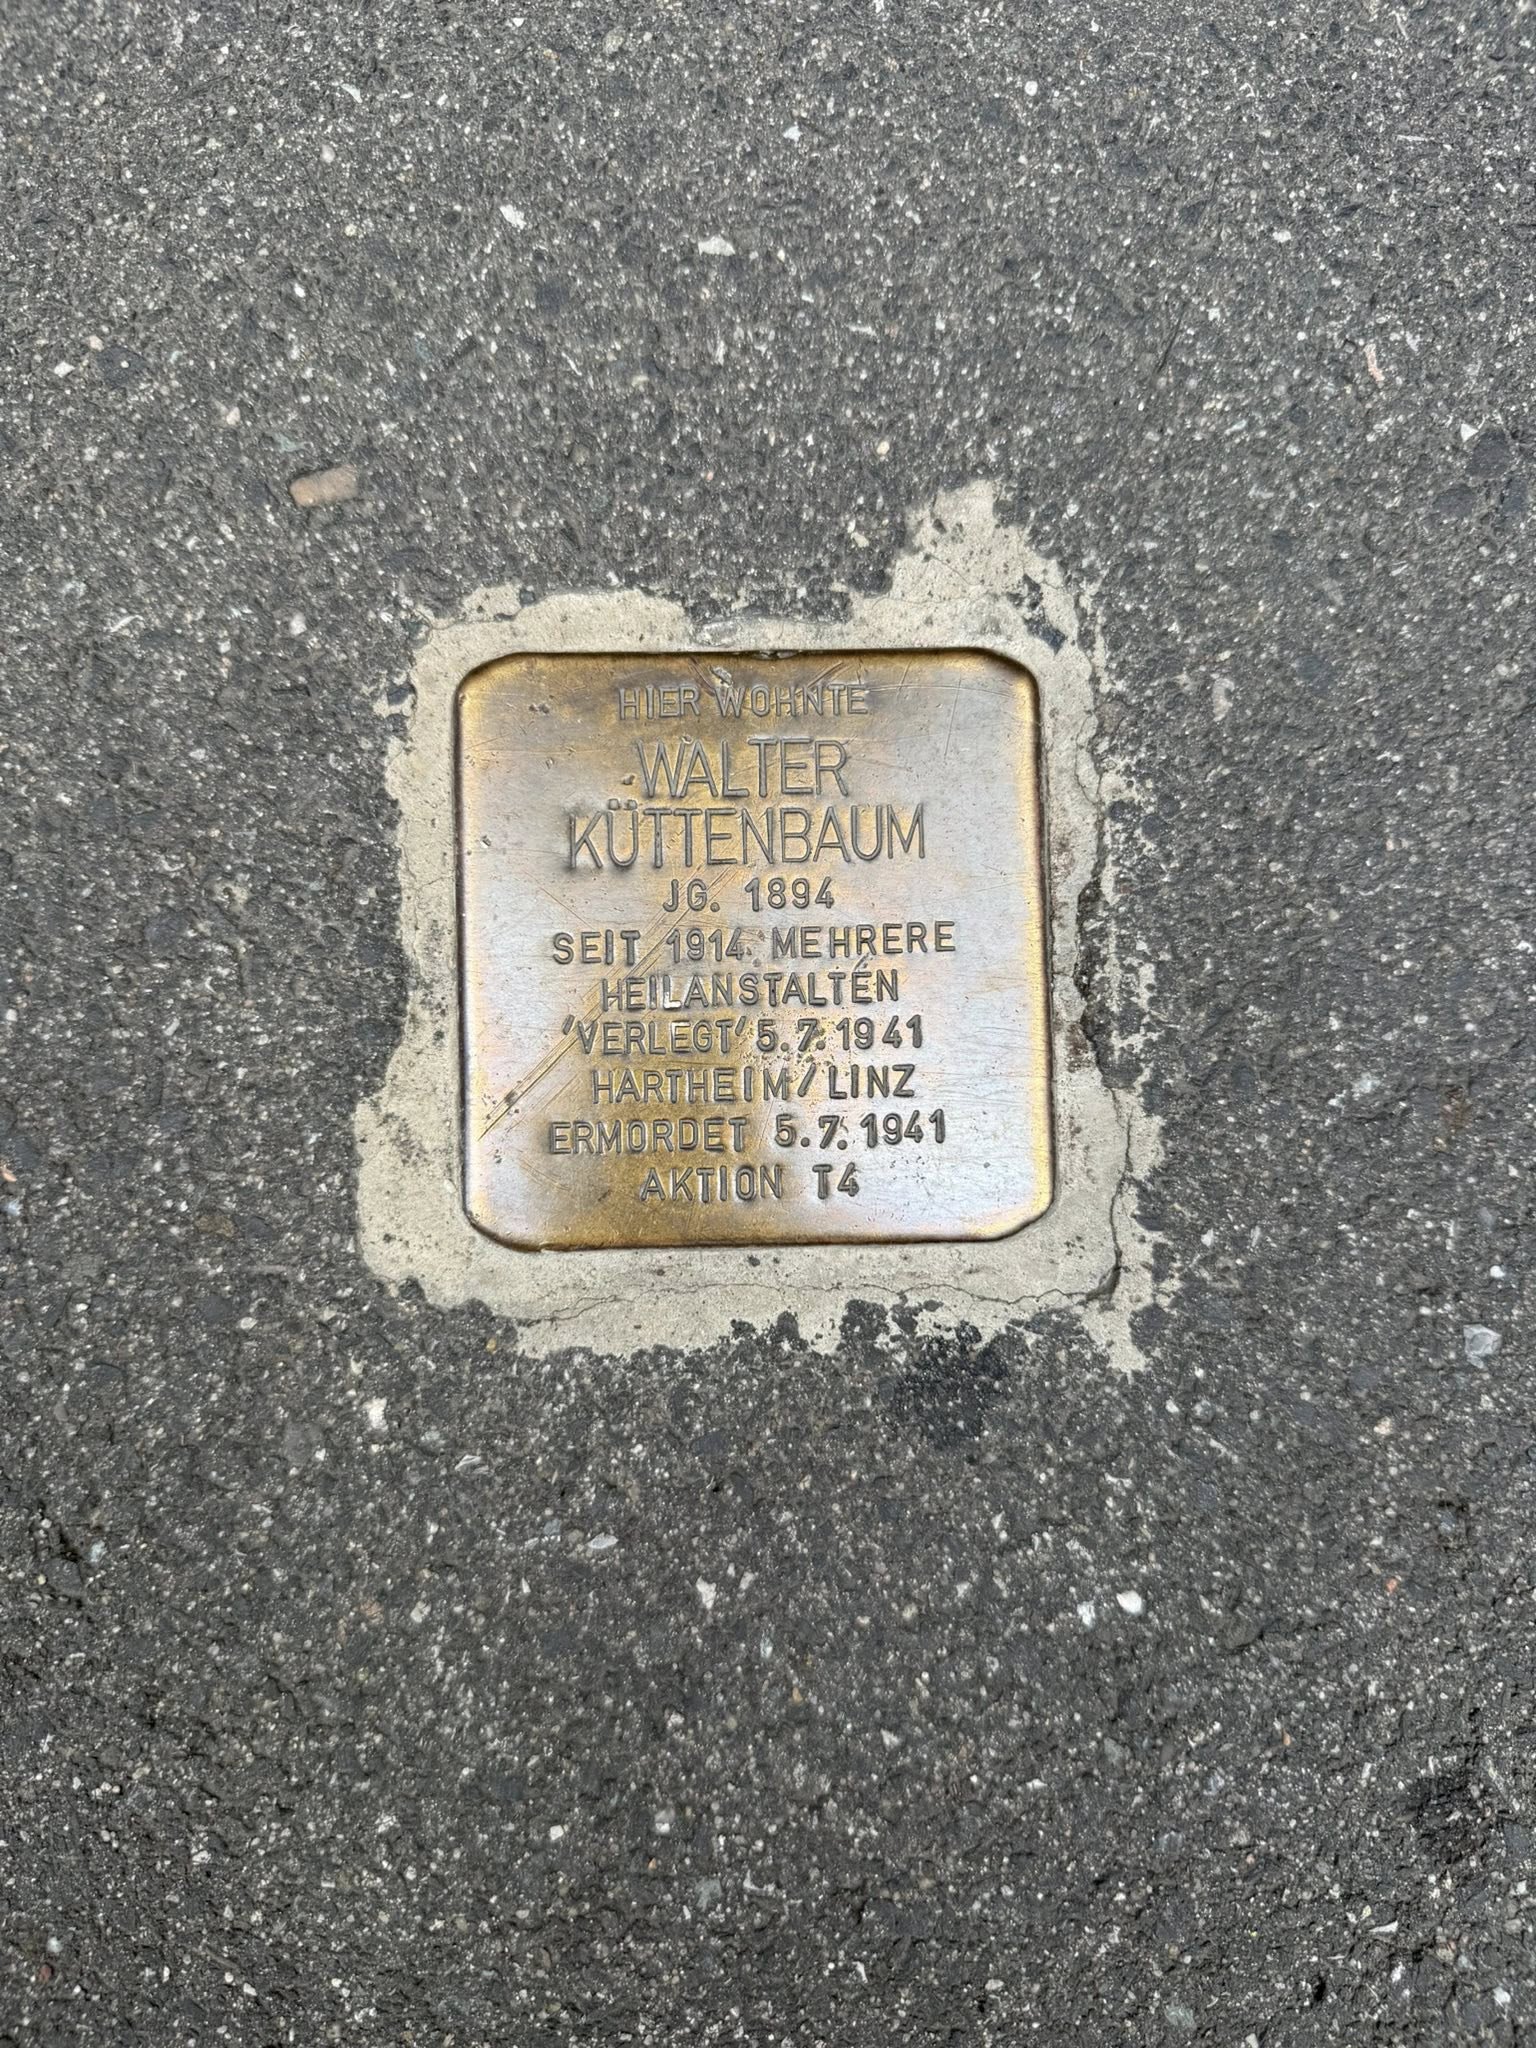 HIER WOHNTE
WALTER
KÜTTENBAUM
JG. 1894
SEIT 1914 MEHRERE
HEILANSTALTEN
'VERLEGT' 5.7.1941
HARTHEIM/LINZ
ERMORDET 5.7.1941
AKTION T4